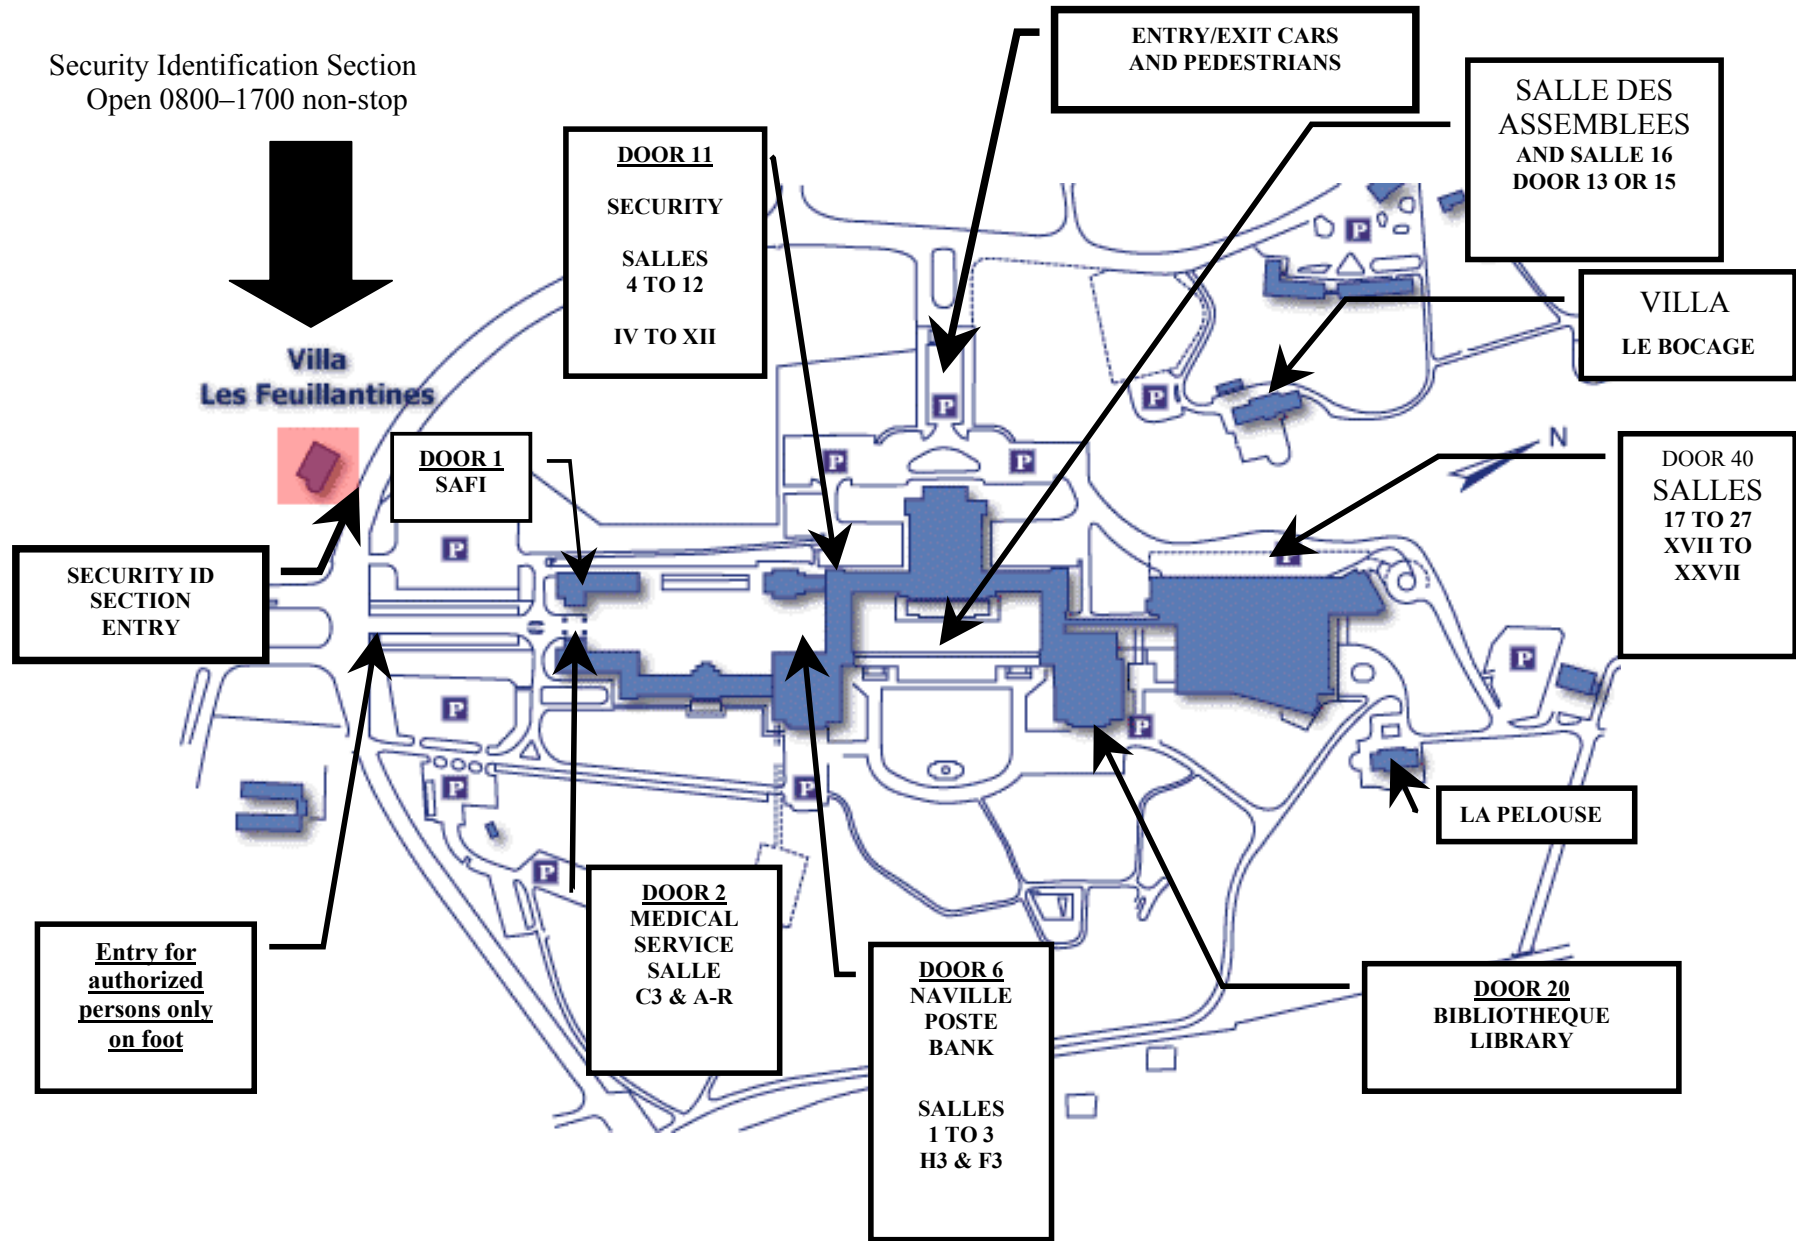 Security Identification Section
Open 0800–1700 non-stop
ENTRY/EXIT CARS
AND PEDESTRIANS
SALLE DES
ASSEMBLEES
AND SALLE 16
DOOR 13 OR 15
DOOR 11
SECURITY
SALLES
4 TO 12
IV TO XII
VILLA
LE BOCAGE
Villa
Les Feuillantines
DOOR 1
SAFI
N
DOOR 40
SALLES
17 TO 27
XVII TO
XXVII
SECURITY ID
SECTION
ENTRY
P
P
P
P
P
P
P
P
P
P
P
P
P
LA PELOUSE
Entry for
authorized
persons only
on foot
DOOR 2
MEDICAL
SERVICE
SALLE
C3 & A-R
DOOR 6
NAVILLE
POSTE
BANK
SALLES
1 TO 3
H3 & F3
DOOR 20
BIBLIOTHEQUE
LIBRARY